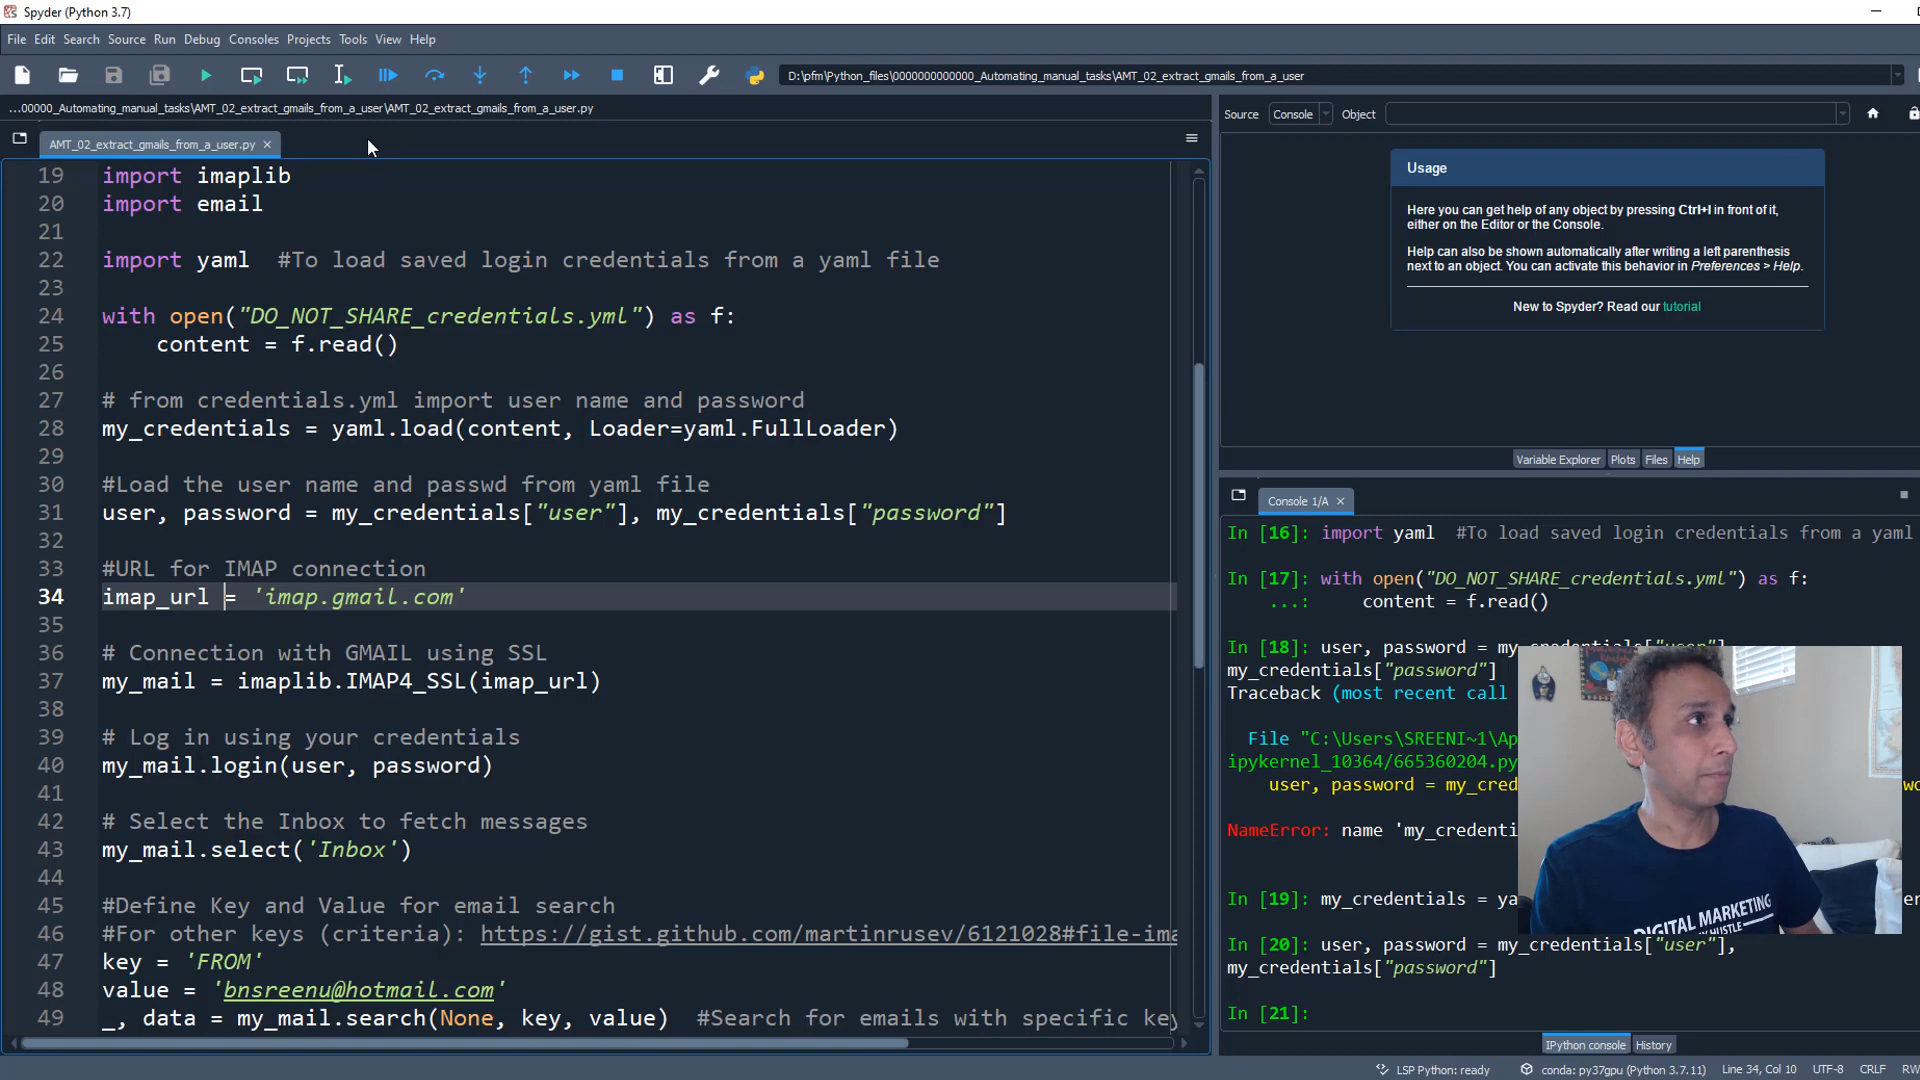 Spyder (Python 3.7)
File Edit Search Source Run Debug Consoles Projects Tools View Help
D:\pfm\Python_files\0000000000000_Automating_manual_tasks\AMT_02_extract_gmails_from_a_user
...00000_Automating_manual_tasks\AMT_02_extract_gmails_from_a_user\AMT_02_extract_gmails_from_a_user.py
AMT_02_extract_gmails_from_a_user.py
19 import imaplib
20 import email
21
22 import yaml  #To load saved login credentials from a yaml file
23
24 with open("DO_NOT_SHARE_credentials.yml") as f:
25     content = f.read()
26
27 # from credentials.yml import user name and password
28 my_credentials = yaml.load(content, Loader=yaml.FullLoader)
29
30 #Load the user name and passwd from yaml file
31 user, password = my_credentials["user"], my_credentials["password"]
32
33 #URL for IMAP connection
34 imap_url = 'imap.gmail.com'
35
36 # Connection with GMAIL using SSL
37 my_mail = imaplib.IMAP4_SSL(imap_url)
38
39 # Log in using your credentials
40 my_mail.login(user, password)
41
42 # Select the Inbox to fetch messages
43 my_mail.select('Inbox')
44
45 #Define Key and Value for email search
46 #For other keys (criteria): https://gist.github.com/martinrusev/6121028#file-ima
47 key = 'FROM'
48 value = 'bnsreenu@hotmail.com'
49 _, data = my_mail.search(None, key, value)  #Search for emails with specific key
Source Console Object
Usage
Here you can get help of any object by pressing Ctrl+I in front of it,
either on the Editor or the Console.
Help can also be shown automatically after writing a left parenthesis
next to an object. You can activate this behavior in Preferences > Help.
New to Spyder? Read our tutorial
Variable Explorer Plots Files Help
Console 1/A
In [16]: import yaml  #To load saved login credentials from a yaml
In [17]: with open("DO_NOT_SHARE_credentials.yml") as f:
...:     content = f.read()
In [18]: user, password = my_credentials["user"],
my_credentials["password"]
Traceback (most recent call
File "C:\Users\SREENI~1\Ap
ipykernel_10364/665360204.py
user, password = my_cred
NameError: name 'my_credenti
In [19]: my_credentials = ya
In [20]: user, password = my_credentials["user"],
my_credentials["password"]
In [21]:
DIGITAL MARKETING
HUSTLE
IPython console History
LSP Python: ready conda: py37gpu (Python 3.7.11) Line 34, Col 10 UTF-8 CRLF RW